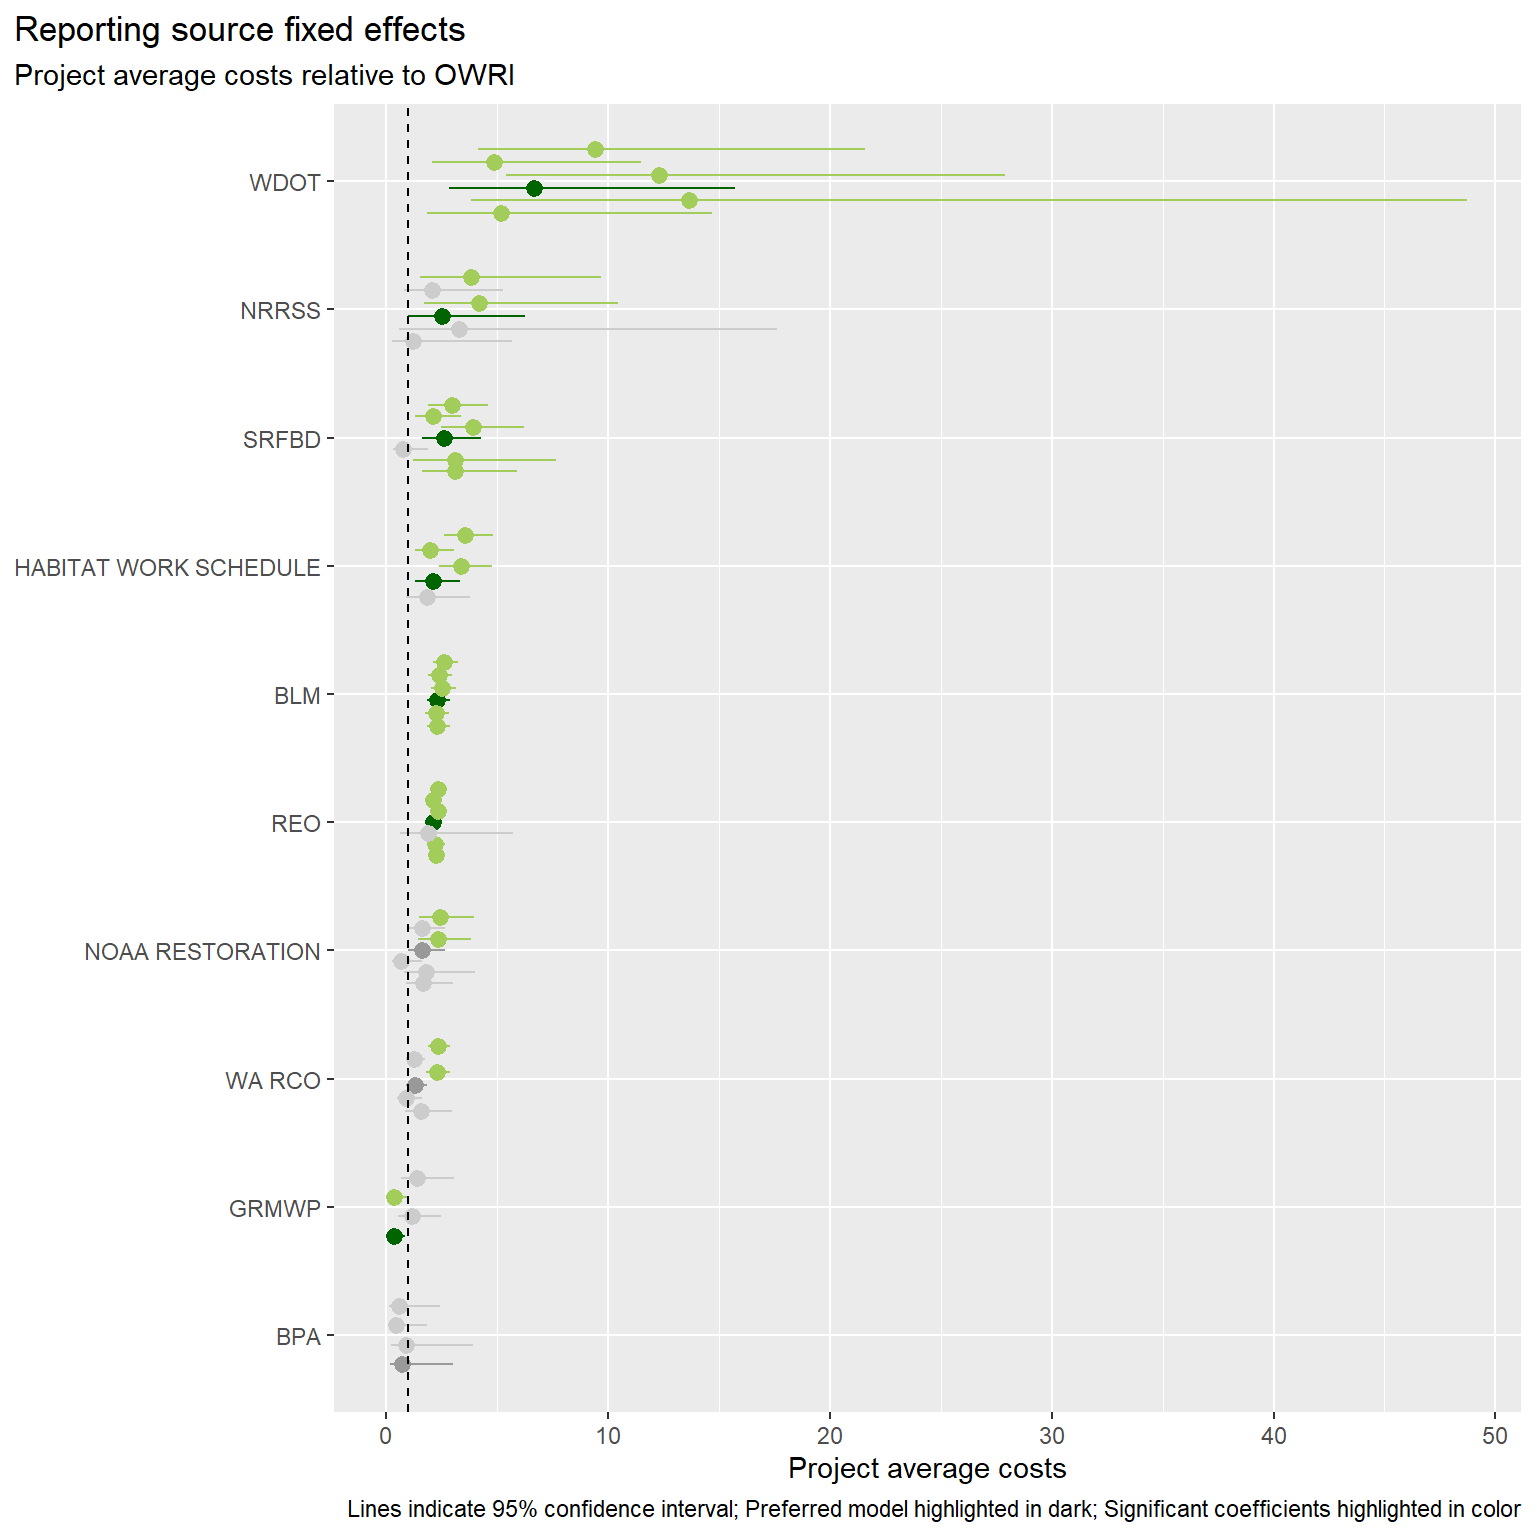 Reporting source fixed effects
Project average costs relative to OWRI
WDOT
NRRSS
SRFBD
HABITAT WORK SCHEDULE
BLM
REO
NOAA RESTORATION
WA RCO
GRMWP
BPA
0 10 20 30 40 50
Project average costs
Lines indicate 95% confidence interval; Preferred model highlighted in dark; Significant coefficients highlighted in color